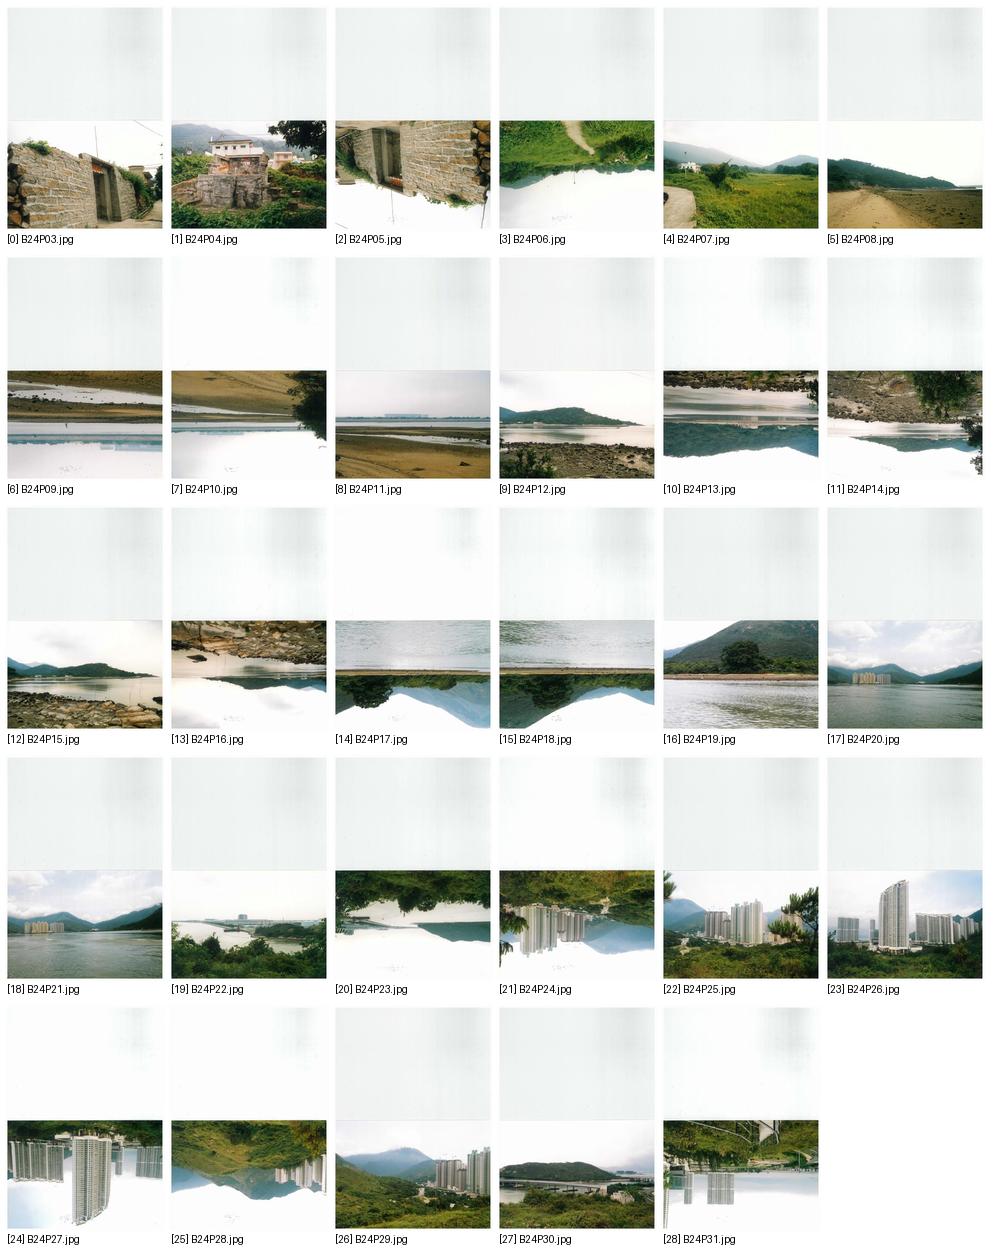 [0] B24P03.jpg
[1] B24P04.jpg
[2] B24P05.jpg
[3] B24P06.jpg
[4] B24P07.jpg
[5] B24P08.jpg
[6] B24P09.jpg
[7] B24P10.jpg
[8] B24P11.jpg
[9] B24P12.jpg
[10] B24P13.jpg
[11] B24P14.jpg
[12] B24P15.jpg
[13] B24P16.jpg
[14] B24P17.jpg
[15] B24P18.jpg
[16] B24P19.jpg
[17] B24P20.jpg
[18] B24P21.jpg
[19] B24P22.jpg
[20] B24P23.jpg
[21] B24P24.jpg
[22] B24P25.jpg
[23] B24P26.jpg
[24] B24P27.jpg
[25] B24P28.jpg
[26] B24P29.jpg
[27] B24P30.jpg
[28] B24P31.jpg